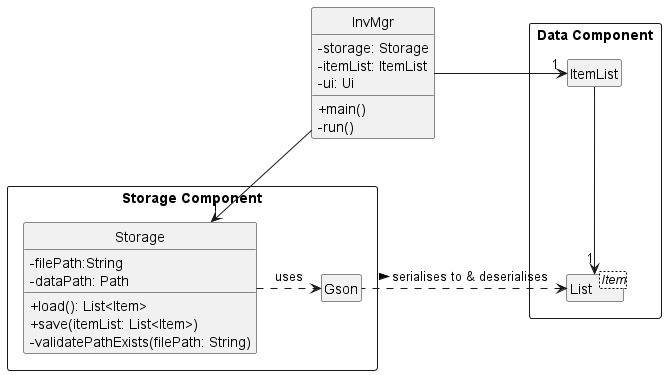 InvMgr
-storage: Storage
-itemList: ItemList
-ui: Ui
+main()
-run()
Data Component
1
ItemList
Storage Component
1
Storage
-filePath:String
-dataPath: Path
+load(): List<Item>
+save(itemList: List<Item>)
-validatePathExists(filePath: String)
uses
Gson
serialises to & deserialises
1
Item
List